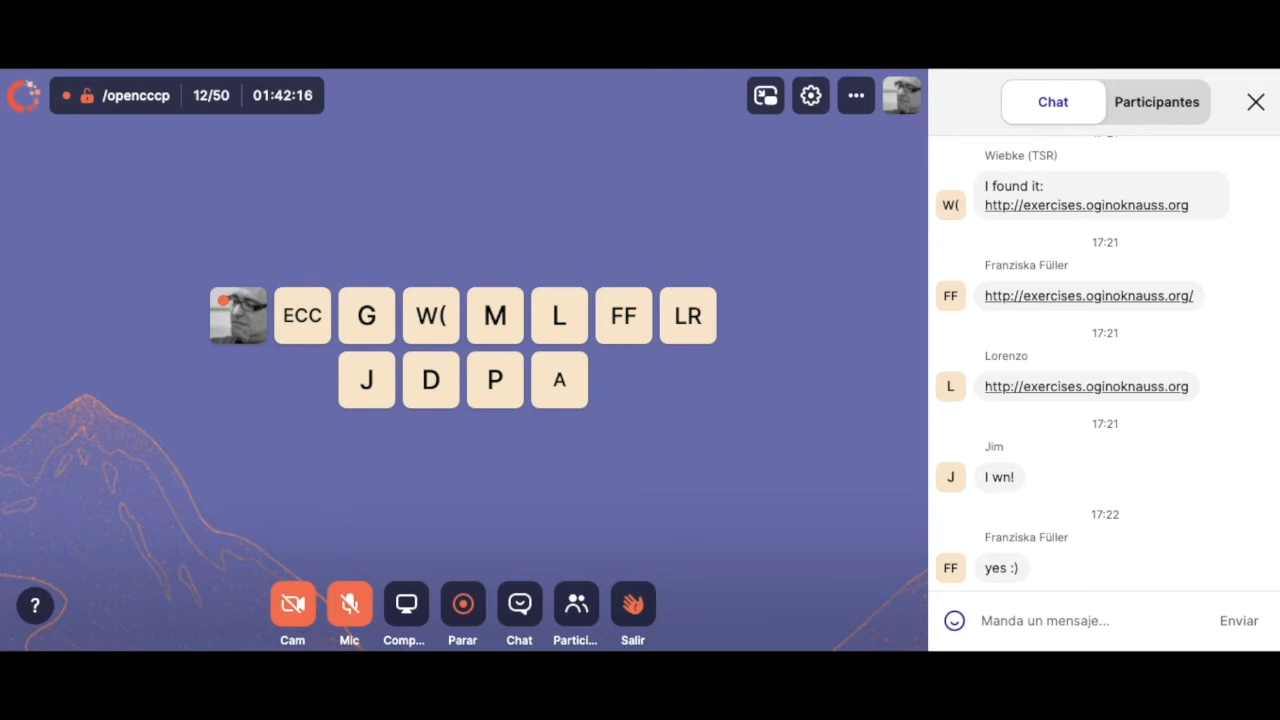 /opencccp 12/50 01:42:16
Chat Participantes
Wiebke (TSR)
I found it:
W( http://exercises.oginoknauss.org
17:21
Franziska Füller
FF http://exercises.oginoknauss.org/
17:21
Lorenzo
L http://exercises.oginoknauss.org
17:21
Jim
J I wn!
17:22
Franziska Füller
FF yes :)
Manda un mensaje... Enviar
ECC G W( M L FF LR
J D P A
?
Cam Mic Comp... Parar Chat Partici... Salir